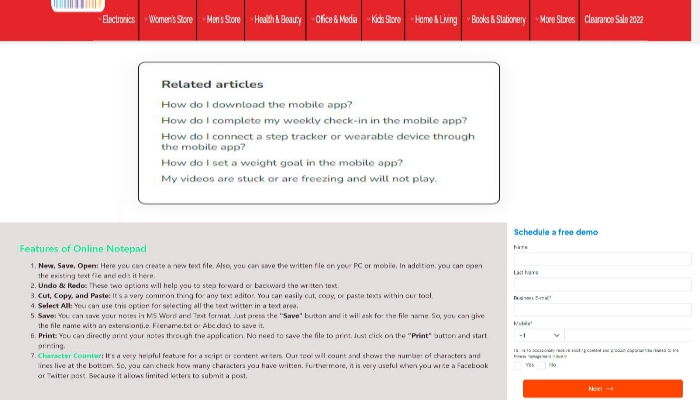 Electronics
Women's Store
Men's Store
Health & Beauty
Office & Media
Kids Store
Home & Living
Books & Stationery
More Stores
Clearance Sale 2022
Related articles
How do I download the mobile app?
How do I complete my weekly check-in in the mobile app?
How do I connect a step tracker or wearable device through
the mobile app?
How do I set a weight goal in the mobile app?
My videos are stuck or are freezing and will not play.
Features of Online Notepad
1. New, Save, Open: Here you can create a new text file. Also, you can save the written file on your PC or mobile. In addition, you can open
the existing text file and edit it here.
2. Undo & Redo: These two options will help you to step forward or backward the written text.
3. Cut, Copy, and Paste: It's a very common thing for any text editor. You can easily cut, copy, or paste texts within our tool.
4. Select All: You can use this option for selecting all the text written in a text area.
5. Save: You can save your notes in MS Word and Text format. Just press the "Save" button and it will ask for the file name. So, you can give
the file name with an extension(i.e. Filename.txt or Abc.doc) to save it.
6. Print: You can directly print your notes through the application. No need to save the file to print. Just click on the "Print" button and start
printing.
7. Character Counter: It's a very helpful feature for a script or content writers. Our tool will count and shows the number of characters and
lines live at the bottom. So, you can check how many characters you have written. Furthermore, it is very useful when you write a Facebook
or Twitter post. Because it allows limited letters to submit a post.
Schedule a free demo
Name
Last Name
Business E-mail*
Mobile*
+1
I'd like to occasionally receive existing content and product opportunities related to the
fitness management industry
Yes No
Next →